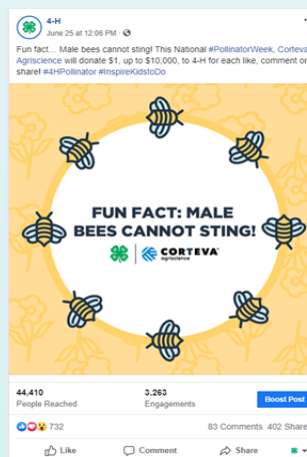 4-H
June 25 at 12:06 PM ·
Fun fact... Male bees cannot sting! This National #PollinatorWeek, Corteva
Agriscience will donate $1, up to $10,000, to 4-H for each like, comment or
share! #4HPollinator #InspireKidstoDo
FUN FACT: MALE
BEES CANNOT STING!
CORTEVA™
agriscience
44,410
People Reached
3,263
Engagements
Boost Post
732
83 Comments 402 Share
Like
Comment
Share